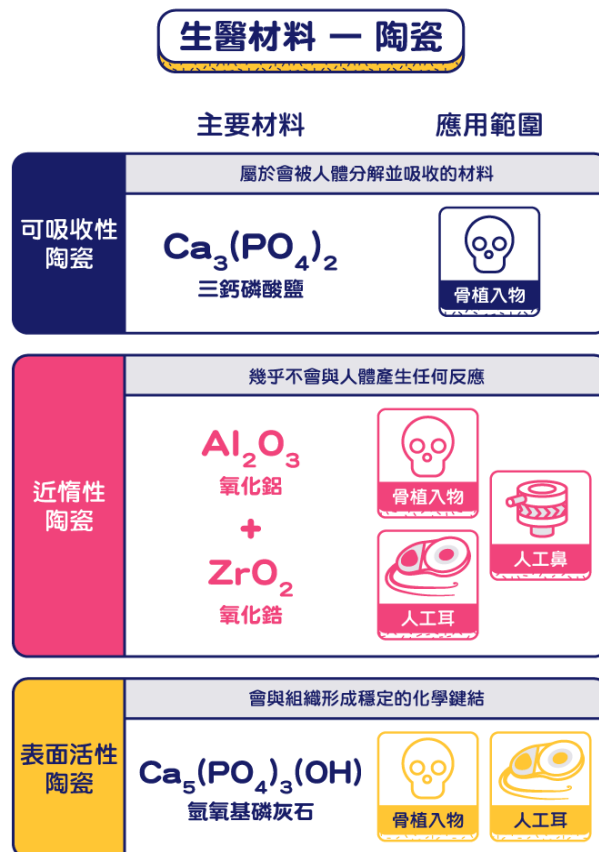 生醫材料 — 陶瓷
主要材料 應用範圍
可吸收性
陶瓷
屬於會被人體分解並吸收的材料
Ca₃(PO₄)₂
三鈣磷酸鹽
骨植入物
近惰性
陶瓷
幾乎不會與人體產生任何反應
Al₂O₃
氧化鋁
+
ZrO₂
氧化鋯
骨植入物
人工鼻
人工耳
表面活性
陶瓷
會與組織形成穩定的化學鍵結
Ca₅(PO₄)₃(OH)
氫氧基磷灰石
骨植入物
人工耳